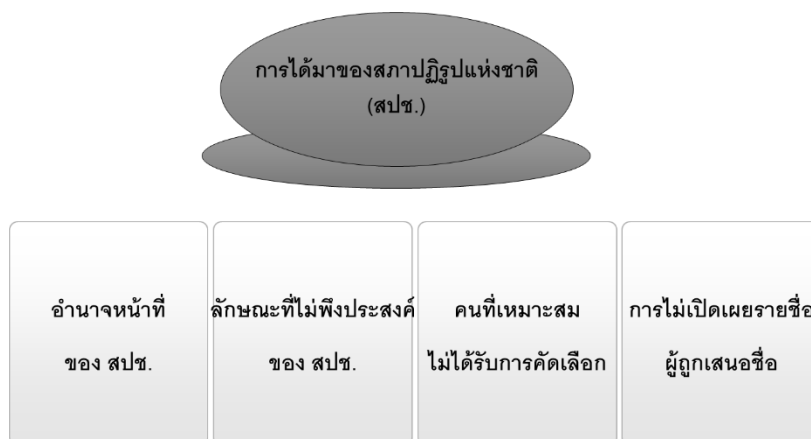 การได้มาของสภาปฏิรูปแห่งชาติ
(สปช.)
อำนาจหน้าที่
ของ สปช.
ลักษณะที่ไม่พึงประสงค์
ของ สปช.
คนที่เหมาะสม
ไม่ได้รับการคัดเลือก
การไม่เปิดเผยรายชื่อ
ผู้ถูกเสนอชื่อ